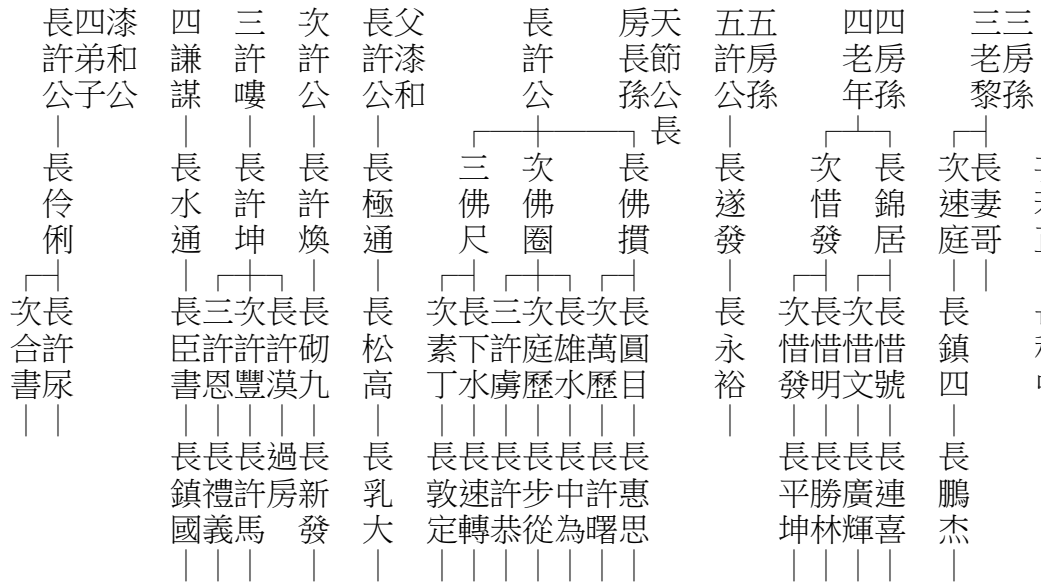 三房孫
三老黎
四房孫
四老年
五房孫
五許公
天節公長
房長孫
長許公
父漆和
長許公
次許公
三許嘍
四謙謀
漆和公
四弟子
長許公
長妻哥
次速庭
長錦居
次惜發
長遂發
長佛摜
次佛圈
三佛尺
長極通
長許煥
長許坤
長水通
長伶俐
長鎮四
長惜號
次惜文
長惜明
次惜發
長永裕
長圓目
次萬歷
長雄水
次庭歷
三許虜
長下水
次素丁
長松高
長砌九
長許漠
次許豐
三許恩
長臣書
長許尿
次合書
長鵬杰
長連喜
長廣輝
長勝林
長平坤
長惠思
長許曙
長中為
長步從
長許恭
長速轉
長敦定
長乳大
長新發
過房
長許馬
長禮義
長鎮國